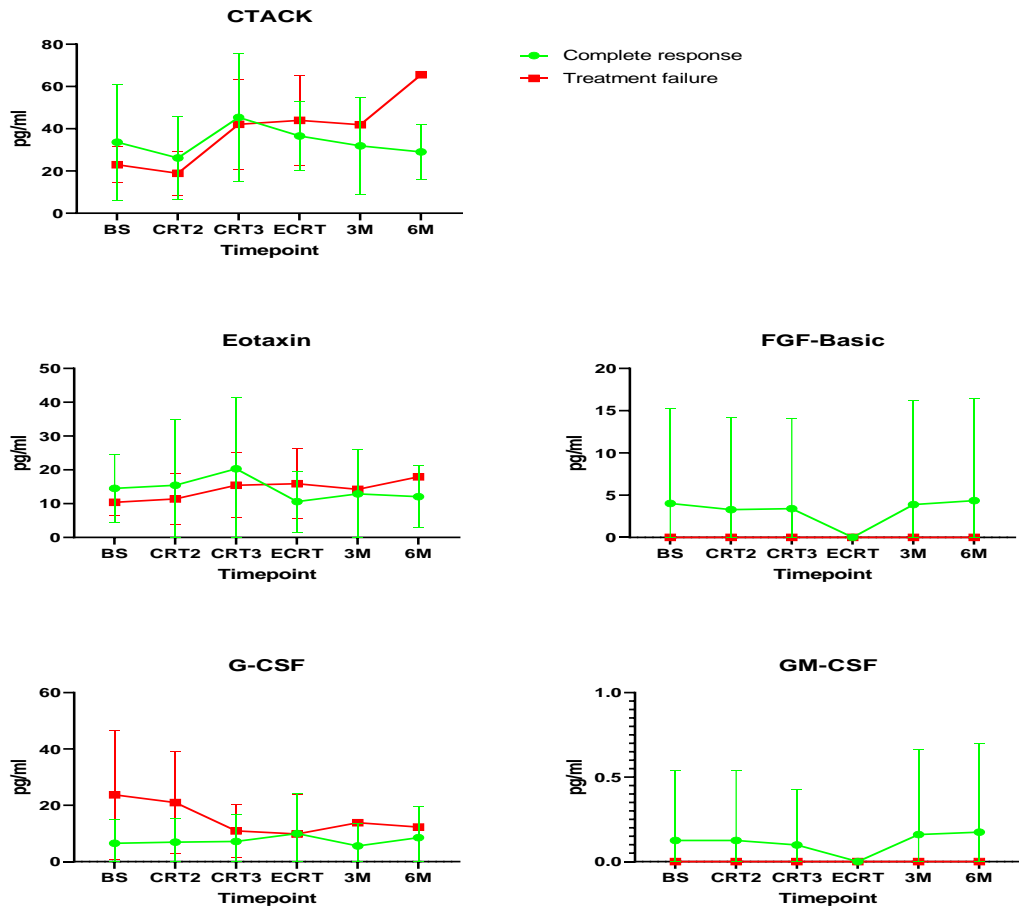 CTACK
80
60
40
20
0
pg/ml
BS CRT2 CRT3 ECRT 3M 6M
Timepoint
Complete response
Treatment failure
Eotaxin
50
40
30
20
10
0
pg/ml
BS CRT2 CRT3 ECRT 3M 6M
Timepoint
FGF-Basic
20
15
10
5
0
pg/ml
BS CRT2 CRT3 ECRT 3M 6M
Timepoint
G-CSF
60
40
20
0
pg/ml
BS CRT2 CRT3 ECRT 3M 6M
Timepoint
GM-CSF
1.0
0.5
0.0
pg/ml
BS CRT2 CRT3 ECRT 3M 6M
Timepoint